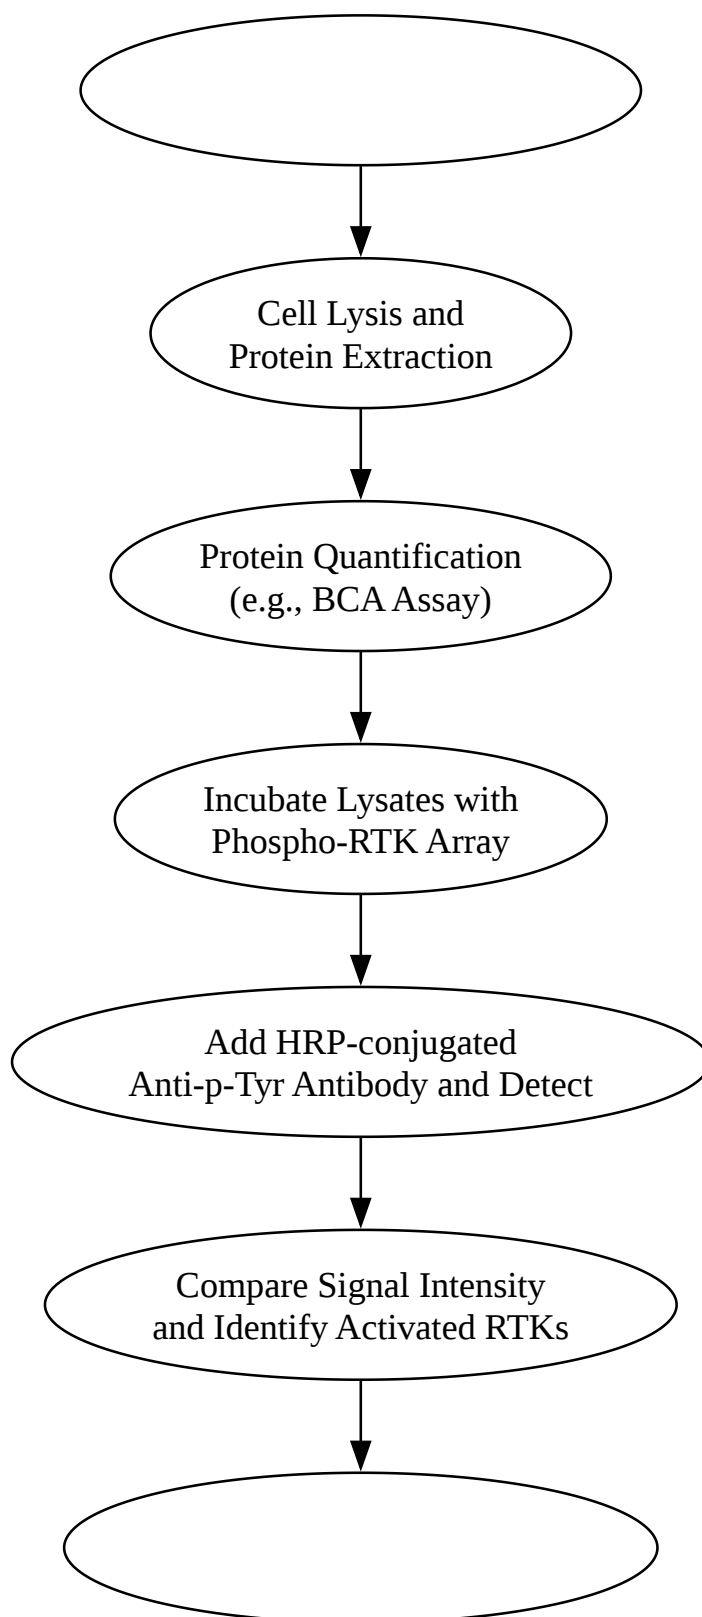 Cell Lysis and
Protein Extraction
Protein Quantification
(e.g., BCA Assay)
Incubate Lysates with
Phospho-RTK Array
Add HRP-conjugated
Anti-p-Tyr Antibody and Detect
Compare Signal Intensity
and Identify Activated RTKs